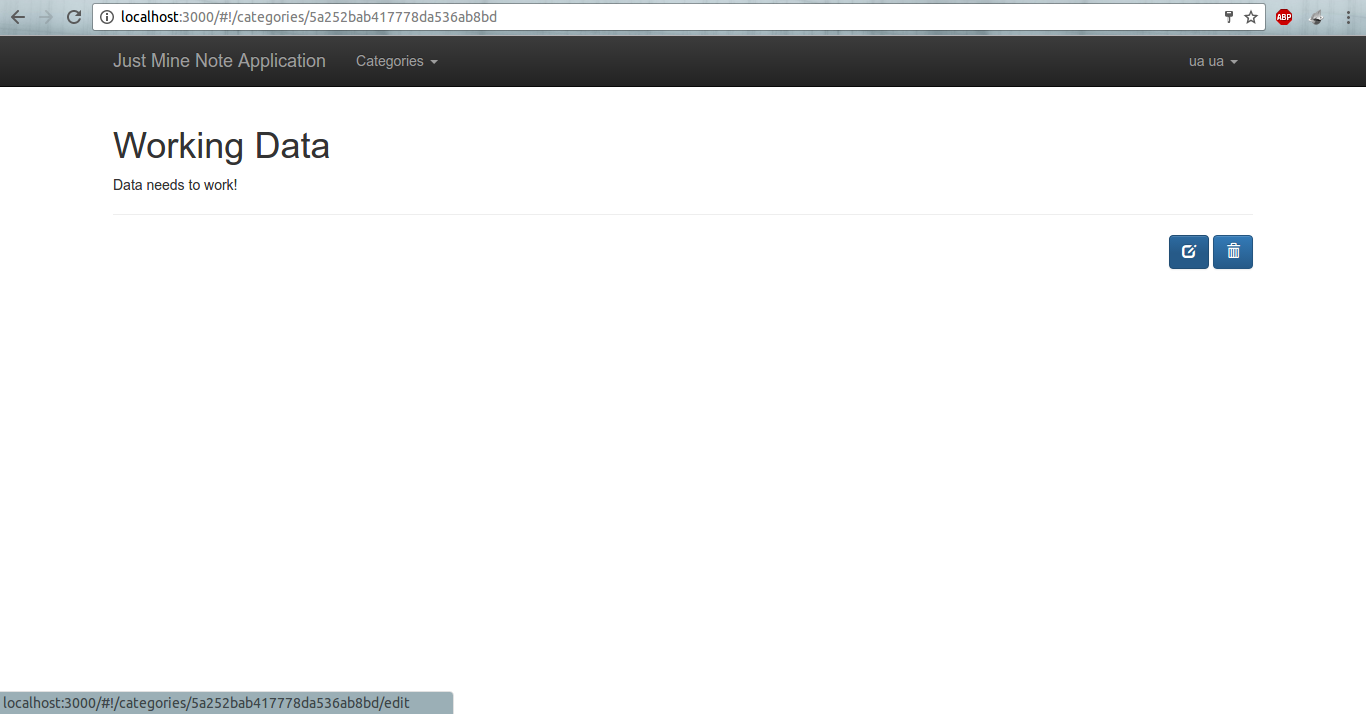 localhost:3000/#!/categories/5a252bab417778da536ab8bd
ABP
Just Mine Note Application Categories ua ua
Working Data
Data needs to work!
localhost:3000/#!/categories/5a252bab417778da536ab8bd/edit